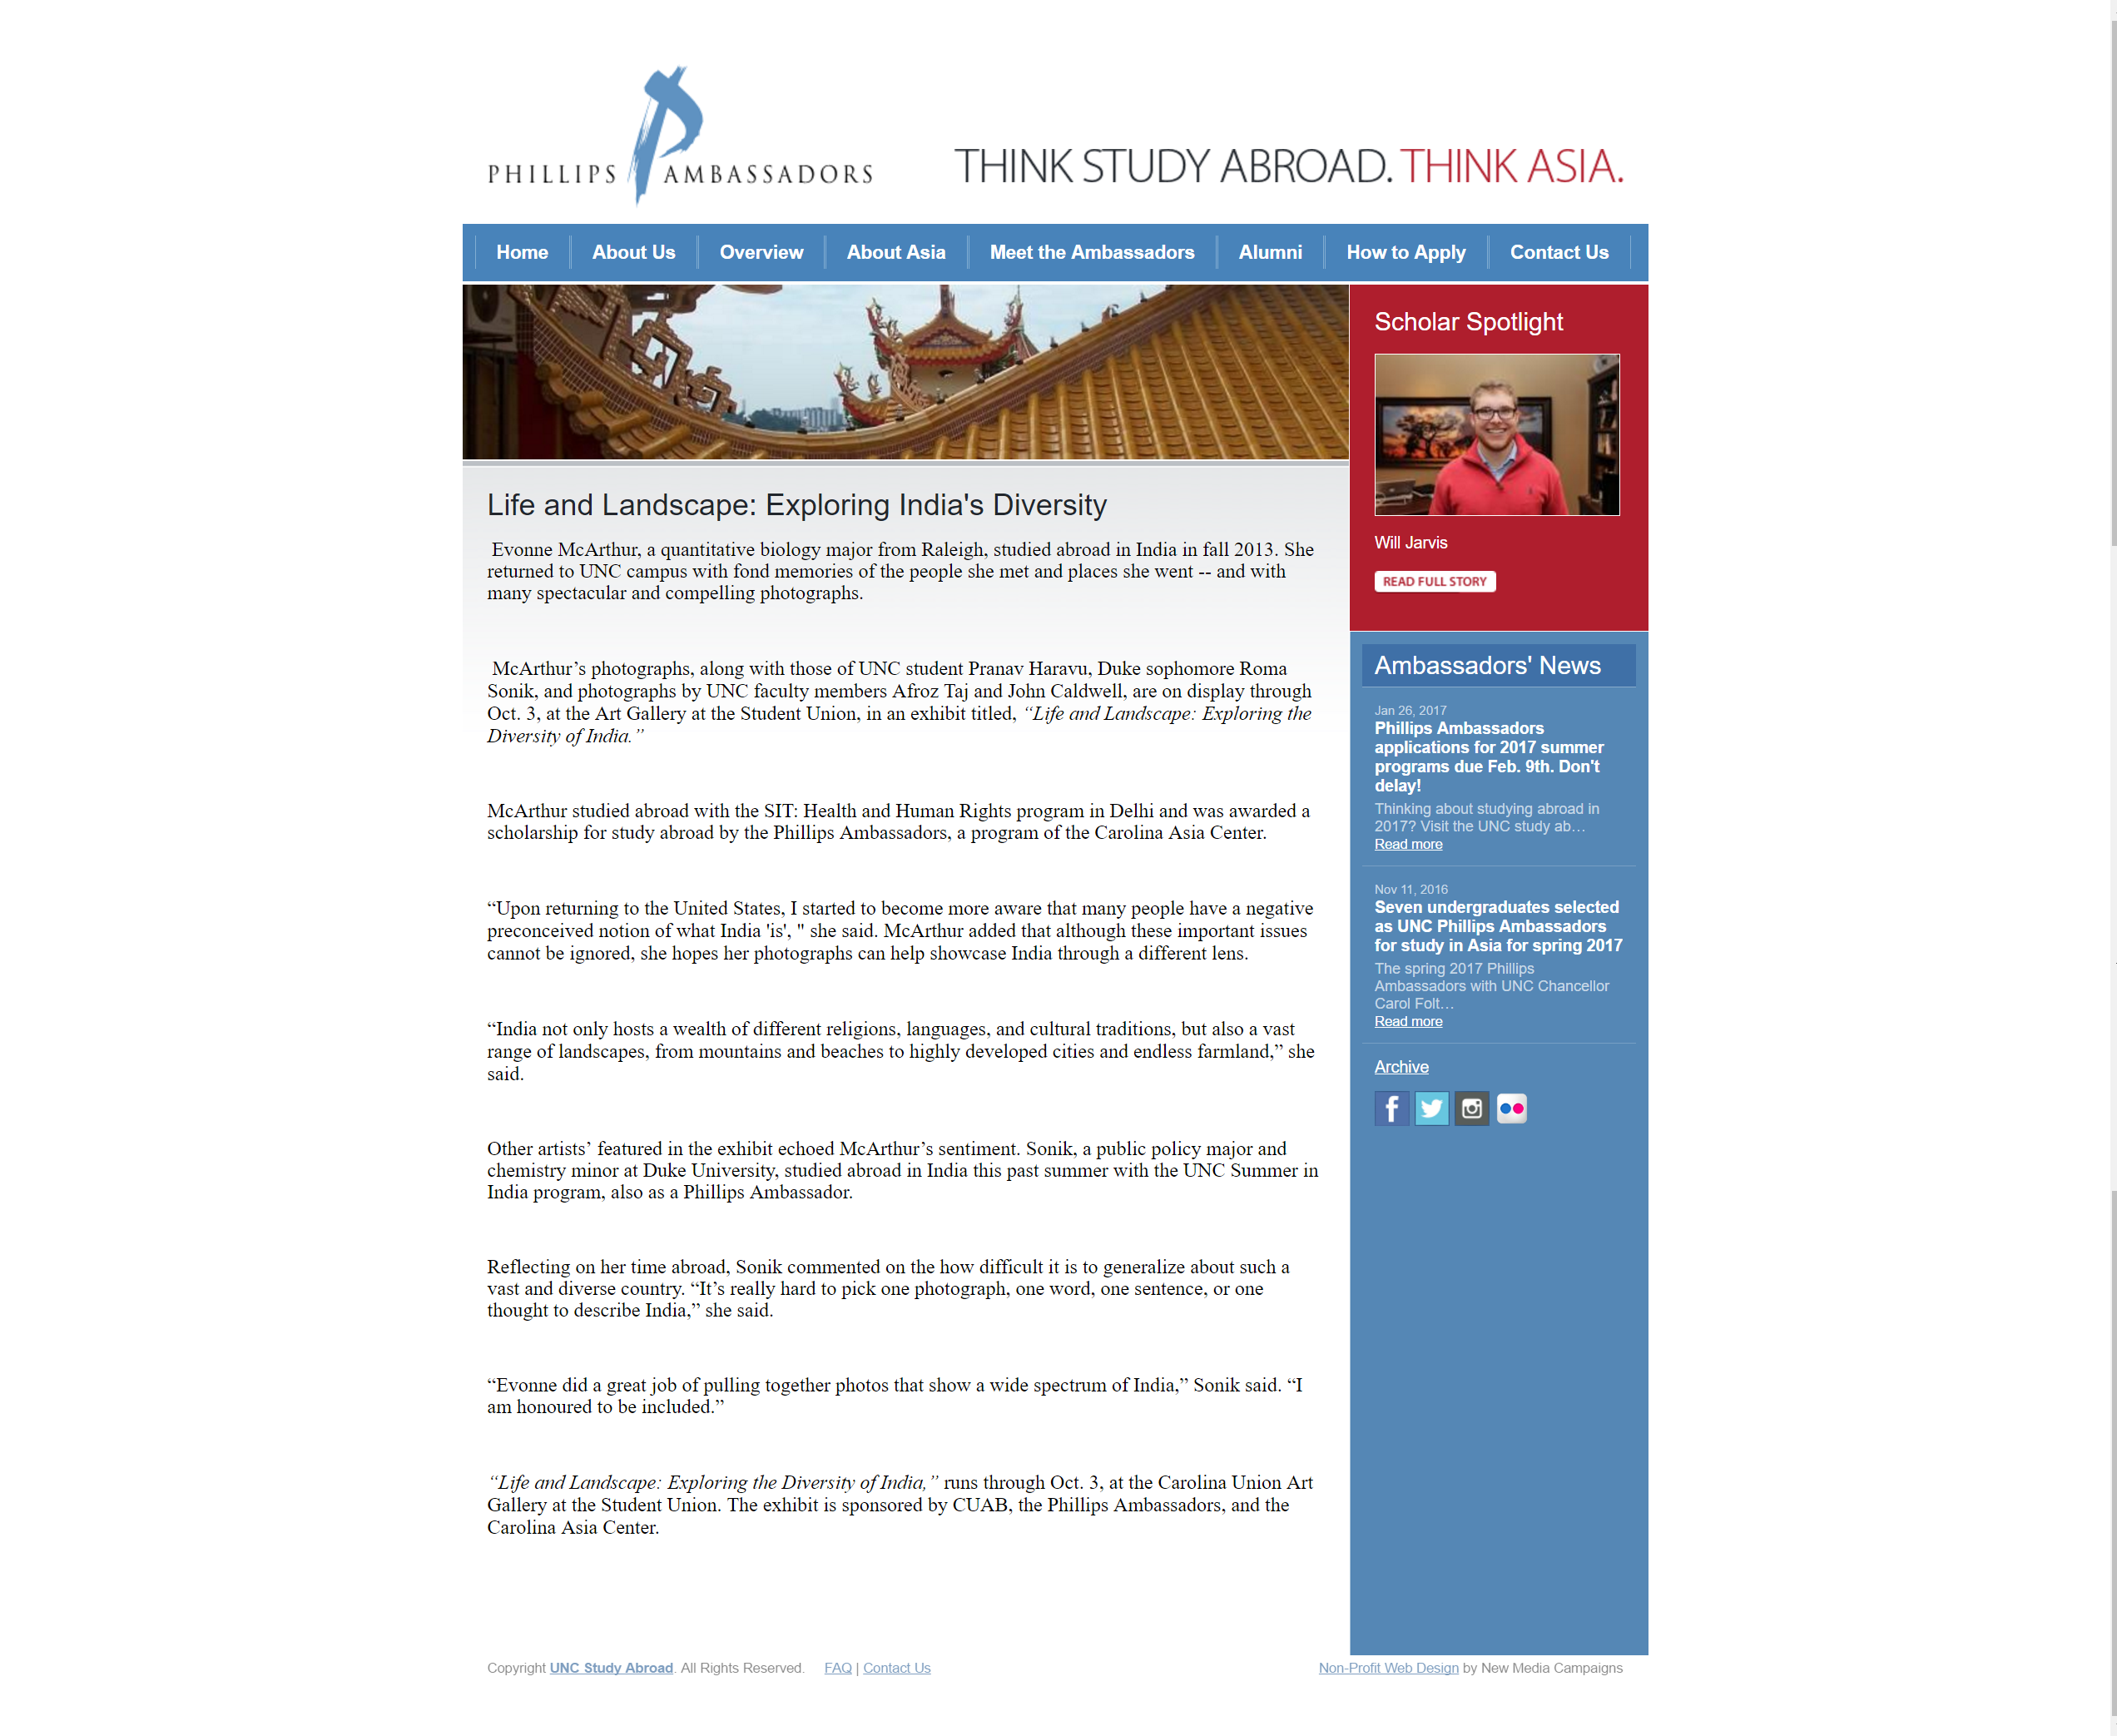 PHILLIPS AMBASSADORS
THINK STUDY ABROAD. THINK ASIA.
Home
About Us
Overview
About Asia
Meet the Ambassadors
Alumni
How to Apply
Contact Us
Life and Landscape: Exploring India's Diversity
Evonne McArthur, a quantitative biology major from Raleigh, studied abroad in India in fall 2013. She
returned to UNC campus with fond memories of the people she met and places she went -- and with
many spectacular and compelling photographs.
McArthur’s photographs, along with those of UNC student Pranav Haravu, Duke sophomore Roma
Sonik, and photographs by UNC faculty members Afroz Taj and John Caldwell, are on display through
Oct. 3, at the Art Gallery at the Student Union, in an exhibit titled, “Life and Landscape: Exploring the
Diversity of India.”
McArthur studied abroad with the SIT: Health and Human Rights program in Delhi and was awarded a
scholarship for study abroad by the Phillips Ambassadors, a program of the Carolina Asia Center.
“Upon returning to the United States, I started to become more aware that many people have a negative
preconceived notion of what India 'is', " she said. McArthur added that although these important issues
cannot be ignored, she hopes her photographs can help showcase India through a different lens.
“India not only hosts a wealth of different religions, languages, and cultural traditions, but also a vast
range of landscapes, from mountains and beaches to highly developed cities and endless farmland,” she
said.
Other artists’ featured in the exhibit echoed McArthur’s sentiment. Sonik, a public policy major and
chemistry minor at Duke University, studied abroad in India this past summer with the UNC Summer in
India program, also as a Phillips Ambassador.
Reflecting on her time abroad, Sonik commented on the how difficult it is to generalize about such a
vast and diverse country. “It’s really hard to pick one photograph, one word, one sentence, or one
thought to describe India,” she said.
“Evonne did a great job of pulling together photos that show a wide spectrum of India,” Sonik said. “I
am honoured to be included.”
“Life and Landscape: Exploring the Diversity of India,” runs through Oct. 3, at the Carolina Union Art
Gallery at the Student Union. The exhibit is sponsored by CUAB, the Phillips Ambassadors, and the
Carolina Asia Center.
Scholar Spotlight
Will Jarvis
READ FULL STORY
Ambassadors' News
Jan 26, 2017
Phillips Ambassadors
applications for 2017 summer
programs due Feb. 9th. Don't
delay!
Thinking about studying abroad in
2017? Visit the UNC study ab…
Read more
Nov 11, 2016
Seven undergraduates selected
as UNC Phillips Ambassadors
for study in Asia for spring 2017
The spring 2017 Phillips
Ambassadors with UNC Chancellor
Carol Folt…
Read more
Archive
Copyright UNC Study Abroad. All Rights Reserved. FAQ | Contact Us
Non-Profit Web Design by New Media Campaigns